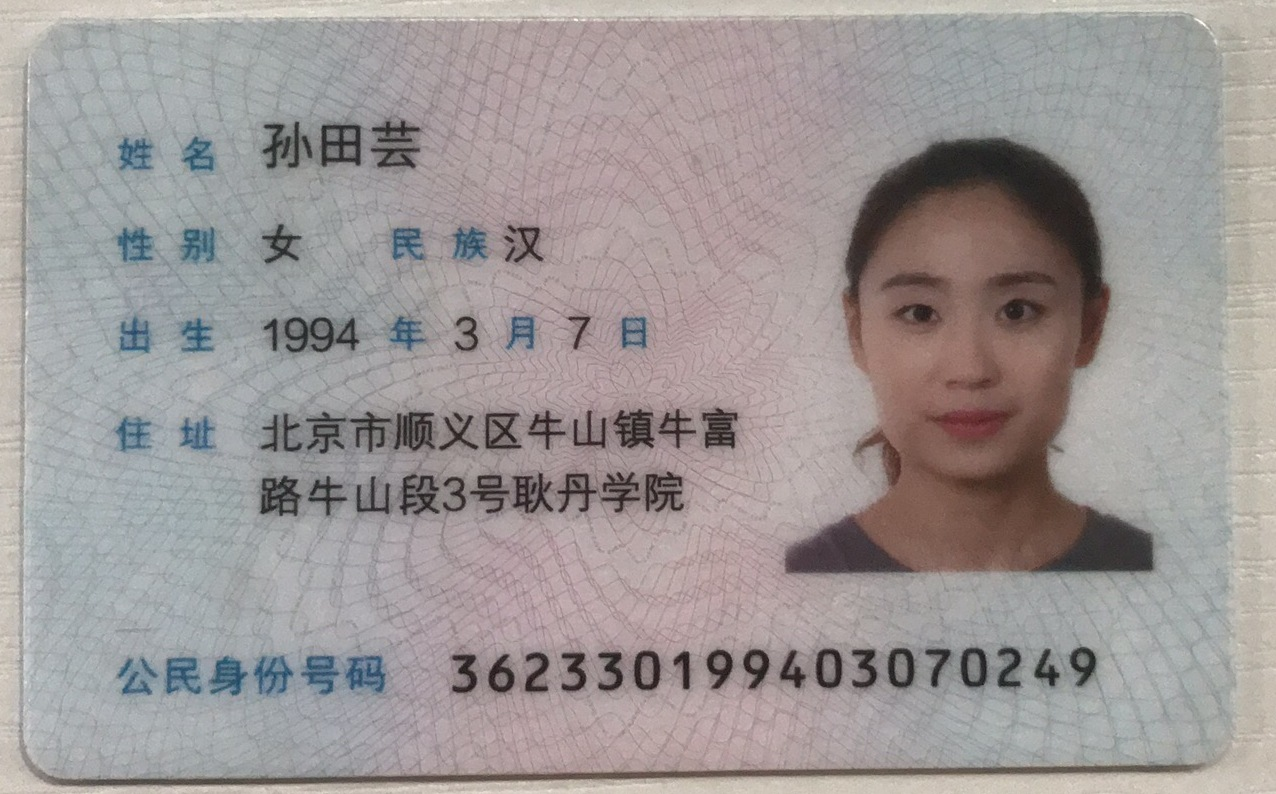 姓名 孙田芸
性别 女 民族 汉
出生 1994 年 3 月 7 日
住址 北京市顺义区牛山镇牛富
路牛山段3号耿丹学院
公民身份号码 362330199403070249